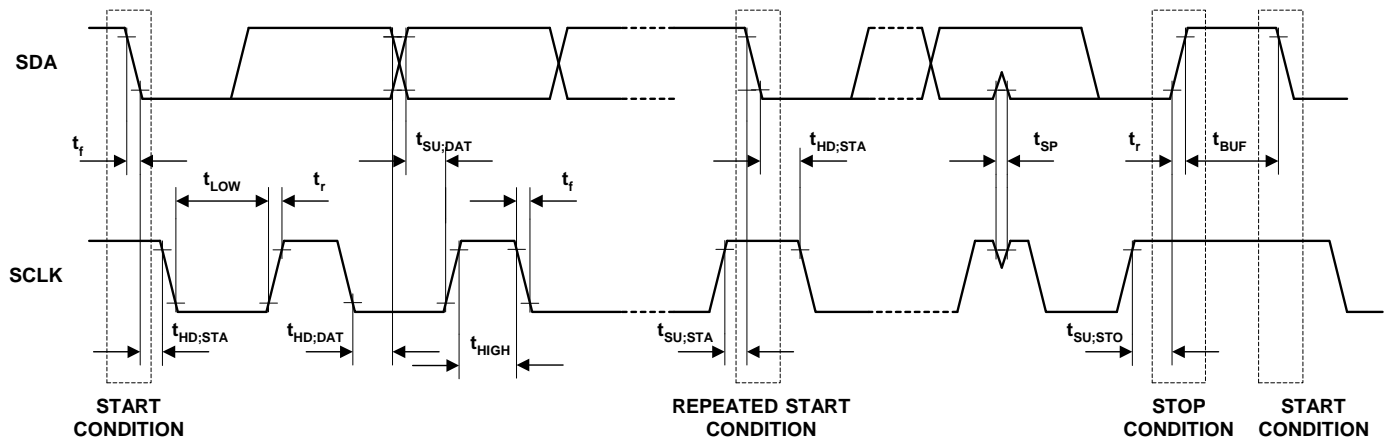 SDA
t_f
t_SU;DAT
t_HD;STA
t_SP
t_r
t_BUF
t_LOW
t_r
t_f
SCLK
t_HD;STA
t_HD;DAT
t_HIGH
t_SU;STA
t_SU;STO
START
CONDITION
REPEATED START
CONDITION
STOP
CONDITION
START
CONDITION